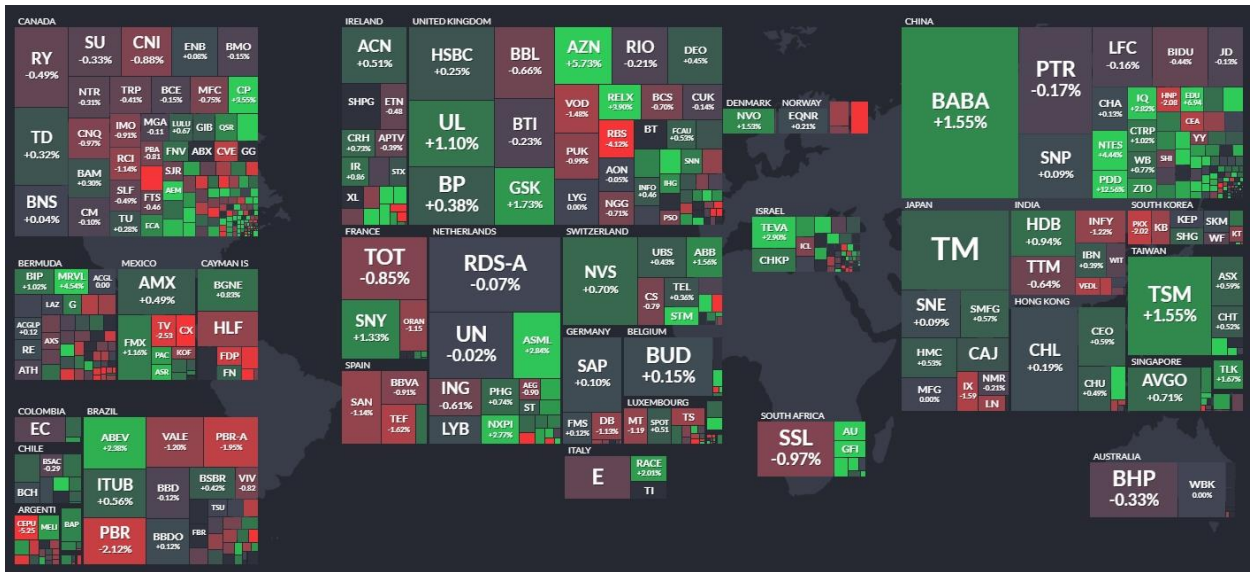 CANADA
RY
-0.49%
SU
-0.33%
CNI
-0.88%
ENB
+0.08%
BMO
-0.15%
TD
+0.32%
BNS
+0.04%
NTR
-0.31%
TRP
-0.41%
BCE
-0.15%
MFC
-0.75%
CP
+3.55%
CNQ
-0.97%
IMO
-0.91%
MGA
-0.11
LULU
+0.67
GIB
QSR
BAM
+0.30%
RCI
-1.14%
PBA
-0.81
FNV
ABX
CVE
GG
CM
-0.10%
SLF
-0.49%
FTS
-0.46
SJR
AEM
TU
+0.28%
ECA
IRELAND
ACN
+0.51%
SHPG
ETN
-0.48
CRH
+0.73%
APTV
-0.39%
IR
+0.86
STX
XL
UNITED KINGDOM
HSBC
+0.25%
BBL
-0.66%
AZN
+5.73%
RIO
-0.21%
DEO
+0.45%
UL
+1.10%
BTI
-0.23%
VOD
-1.48%
RELX
+3.90%
BCS
-0.70%
CUK
-0.14%
RBS
-4.12%
BT
FCAU
+0.53%
BP
+0.38%
GSK
+1.73%
PUK
-0.99%
AON
-0.05%
SNN
LYG
0.00%
NGG
-0.71%
INFO
+0.46
IHG
PSO
DENMARK
NVO
+1.53%
NORWAY
EQNR
+0.21%
CHINA
BABA
+1.55%
PTR
-0.17%
SNP
+0.09%
LFC
-0.16%
BIDU
-0.44%
JD
-0.13%
CHA
+0.13%
IQ
+2.82%
HNP
-2.08
EDU
+6.94
CTRP
+1.02%
CEA
NTES
+4.44%
YY
WB
+0.77%
SHI
PDD
+12.56%
ZTO
BERMUDA
BIP
+1.02%
MRVL
+4.54%
ACGL
0.00
LAZ
G
ACGLP
+0.12
AXS
RE
ATH
MEXICO
AMX
+0.49%
FMX
+1.16%
TV
-2.53
CX
PAC
KOF
ASR
CAYMAN IS
BGNE
+0.83%
HLF
FDP
FN
FRANCE
TOT
-0.85%
SNY
+1.33%
ORAN
-1.15
NETHERLANDS
RDS-A
-0.07%
UN
-0.02%
ASML
+2.84%
ING
-0.61%
PHG
+0.74%
AEG
-0.90
ST
LYB
NXPI
+2.77%
SWITZERLAND
NVS
+0.70%
UBS
+0.43%
ABB
+1.56%
CS
-0.79
TEL
+0.36%
STM
GERMANY
SAP
+0.10%
FMS
+0.12%
DB
-1.13%
BELGIUM
BUD
+0.15%
LUXEMBOURG
MT
-1.19
SPOT
+0.55
TS
SPAIN
SAN
-1.14%
BBVA
-0.91%
TEF
-1.62%
ITALY
E
RACE
+2.01%
TI
ISRAEL
TEVA
+2.90%
ICL
CHKP
SOUTH AFRICA
SSL
-0.97%
AU
GFI
JAPAN
TM
SNE
+0.09%
SMFG
+0.57%
HMC
+0.53%
CAJ
MFG
0.00%
IX
-1.59
NMR
-0.21%
LN
INDIA
HDB
+0.94%
INFY
-1.22%
TTM
-0.64%
IBN
+0.39%
WIT
VEDL
SOUTH KOREA
PKX
-2.02
KB
KEP
SKM
SHG
WF
KT
TAIWAN
TSM
+1.55%
ASX
+0.59%
CHT
+0.52%
HONG KONG
CHL
+0.19%
CEO
+0.59%
CHU
+0.49%
SINGAPORE
AVGO
+0.71%
TLK
+1.67%
COLOMBIA
EC
CHILE
BSAC
-0.29
BCH
ARGENTI
CEPU
-5.25
MELI
BAP
BRAZIL
ABEV
+2.38%
VALE
-1.20%
PBR-A
-1.95%
ITUB
+0.56%
BBD
-0.12%
BSBR
+0.42%
VIV
-0.82
TSU
PBR
-2.12%
BBDO
+0.12%
FBR
AUSTRALIA
BHP
-0.33%
WBK
0.00%